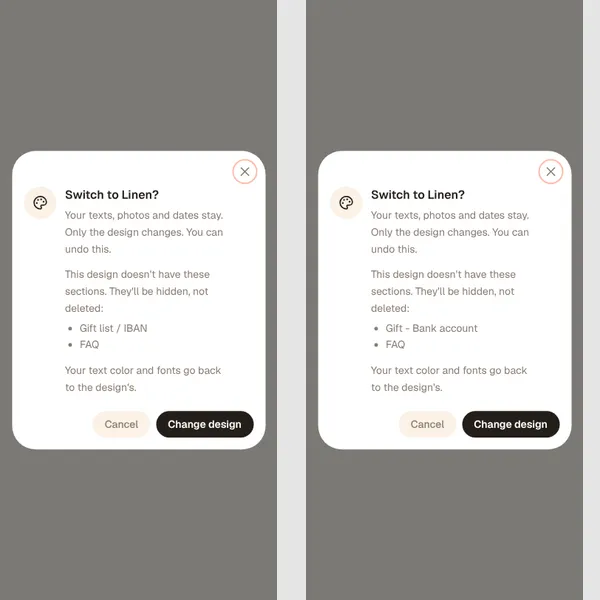 Switch to Linen?
Your texts, photos and dates stay.
Only the design changes. You can
undo this.
This design doesn't have these
sections. They'll be hidden, not
deleted:
• Gift list / IBAN
• FAQ
Your text color and fonts go back
to the design's.
Cancel
Change design
Switch to Linen?
Your texts, photos and dates stay.
Only the design changes. You can
undo this.
This design doesn't have these
sections. They'll be hidden, not
deleted:
• Gift - Bank account
• FAQ
Your text color and fonts go back
to the design's.
Cancel
Change design